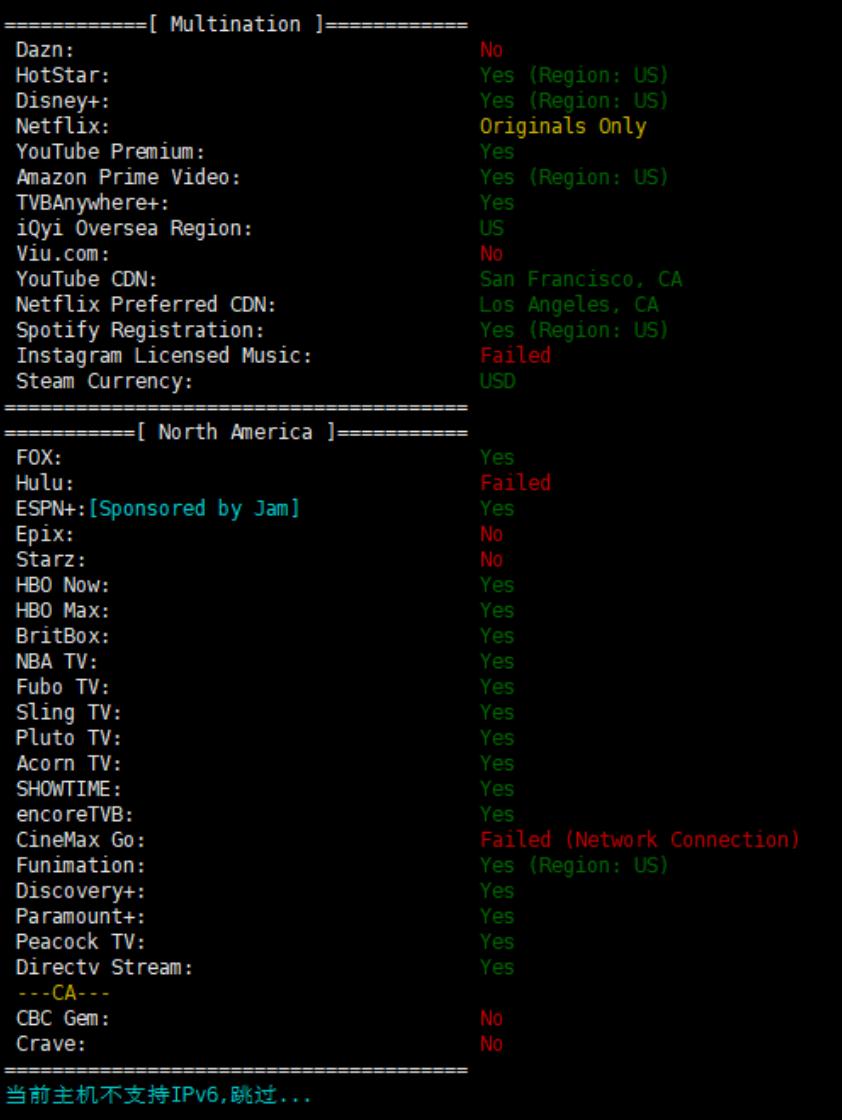 ============[ Multination ]============
Dazn: No
HotStar: Yes (Region: US)
Disney+: Yes (Region: US)
Netflix: Originals Only
YouTube Premium: Yes
Amazon Prime Video: Yes (Region: US)
TVBAnywhere+: Yes
iQyi Oversea Region: US
Viu.com: No
YouTube CDN: San Francisco, CA
Netflix Preferred CDN: Los Angeles, CA
Spotify Registration: Yes (Region: US)
Instagram Licensed Music: Failed
Steam Currency: USD
=======================================
===========[ North America ]===========
FOX: Yes
Hulu: Failed
ESPN+:[Sponsored by Jam] Yes
Epix: No
Starz: No
HBO Now: Yes
HBO Max: Yes
BritBox: Yes
NBA TV: Yes
Fubo TV: Yes
Sling TV: Yes
Pluto TV: Yes
Acorn TV: Yes
SHOWTIME: Yes
encoreTVB: Yes
CineMax Go: Failed (Network Connection)
Funimation: Yes (Region: US)
Discovery+: Yes
Paramount+: Yes
Peacock TV: Yes
Directv Stream: Yes
---CA---
CBC Gem: No
Crave: No
=======================================
当前主机不支持IPv6,跳过...